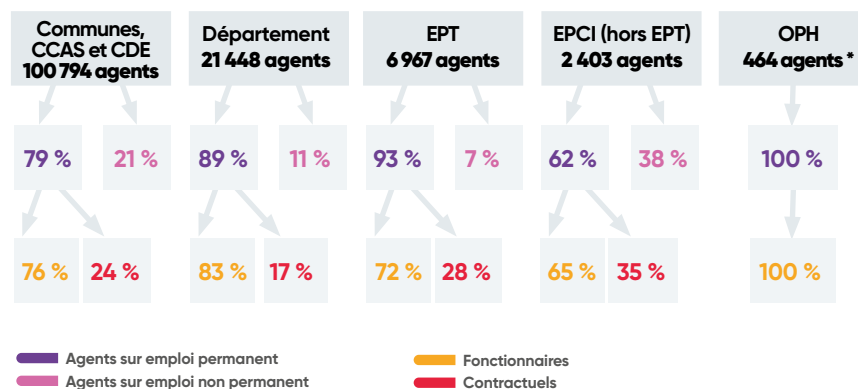 Communes,
CCAS et CDE
100 794 agents
Département
21 448 agents
EPT
6 967 agents
EPCI (hors EPT)
2 403 agents
OPH
464 agents *
79 % 21 % 89 % 11 % 93 % 7 % 62 % 38 % 100 %
76 % 24 % 83 % 17 % 72 % 28 % 65 % 35 % 100 %
Agents sur emploi permanent
Agents sur emploi non permanent
Fonctionnaires
Contractuels